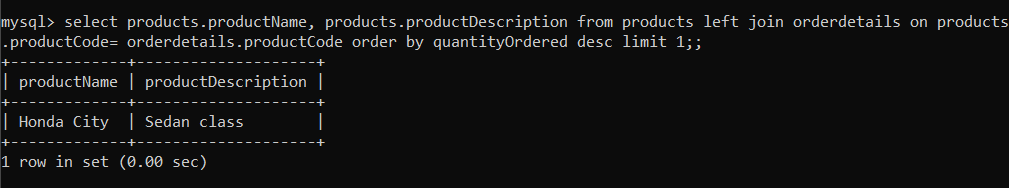 mysql> select products.productName, products.productDescription from products left join orderdetails on products
.productCode= orderdetails.productCode order by quantityOrdered desc limit 1;;
+-------------+--------------------+
| productName | productDescription |
+-------------+--------------------+
| Honda City  | Sedan class        |
+-------------+--------------------+
1 row in set (0.00 sec)